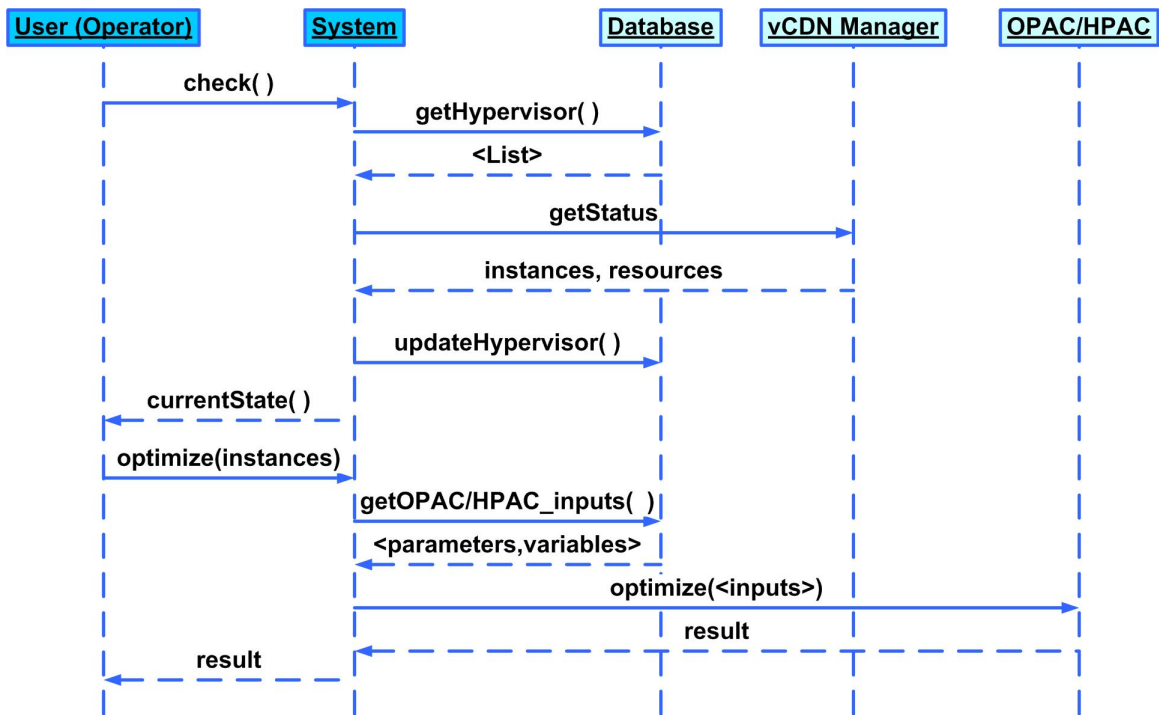 User (Operator)
System
Database
vCDN Manager
OPAC/HPAC
check( )
getHypervisor( )
<List>
getStatus
instances, resources
updateHypervisor( )
currentState( )
optimize(instances)
getOPAC/HPAC_inputs(  )
<parameters,variables>
optimize(<inputs>)
result
result